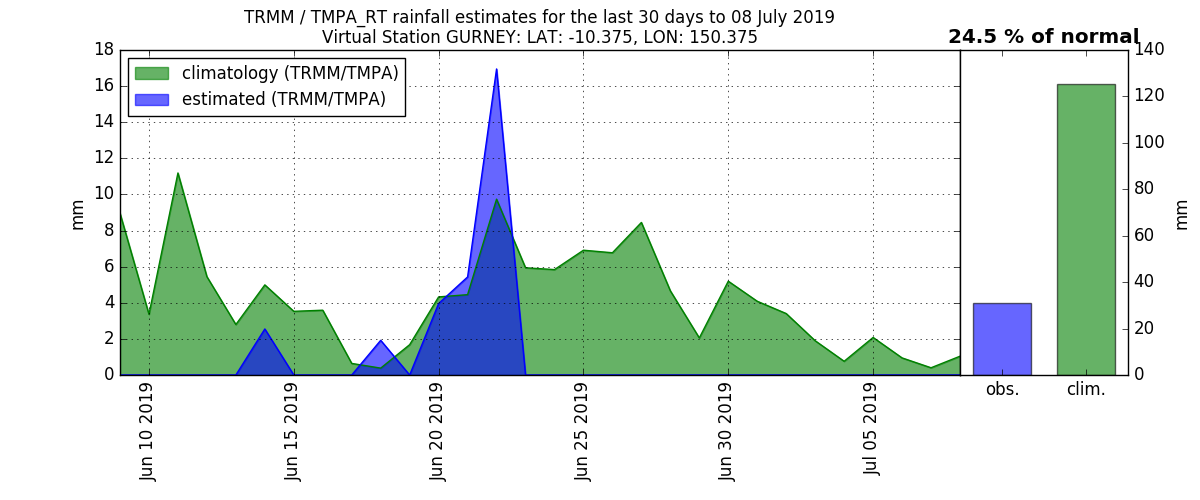 TRMM / TMPA_RT rainfall estimates for the last 30 days to 08 July 2019
Virtual Station GURNEY: LAT: -10.375, LON: 150.375
24.5 % of normal
climatology (TRMM/TMPA)
estimated (TRMM/TMPA)
mm
18
16
14
12
10
8
6
4
2
0
Jun 10 2019
Jun 15 2019
Jun 20 2019
Jun 25 2019
Jun 30 2019
Jul 05 2019
obs.
clim.
140
120
100
80
60
40
20
0
mm